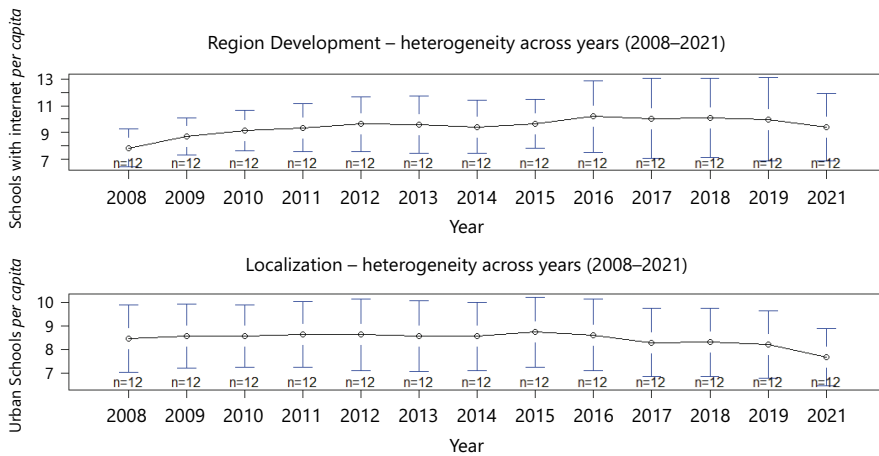 Region Development – heterogeneity across years (2008–2021)
Schools with internet per capita
13
11
9
7
n=12 n=12 n=12 n=12 n=12 n=12 n=12 n=12 n=12 n=12 n=12 n=12 n=12
2008 2009 2010 2011 2012 2013 2014 2015 2016 2017 2018 2019 2021
Year
Localization – heterogeneity across years (2008–2021)
Urban Schools per capita
10
9
8
7
n=12 n=12 n=12 n=12 n=12 n=12 n=12 n=12 n=12 n=12 n=12 n=12 n=12
2008 2009 2010 2011 2012 2013 2014 2015 2016 2017 2018 2019 2021
Year